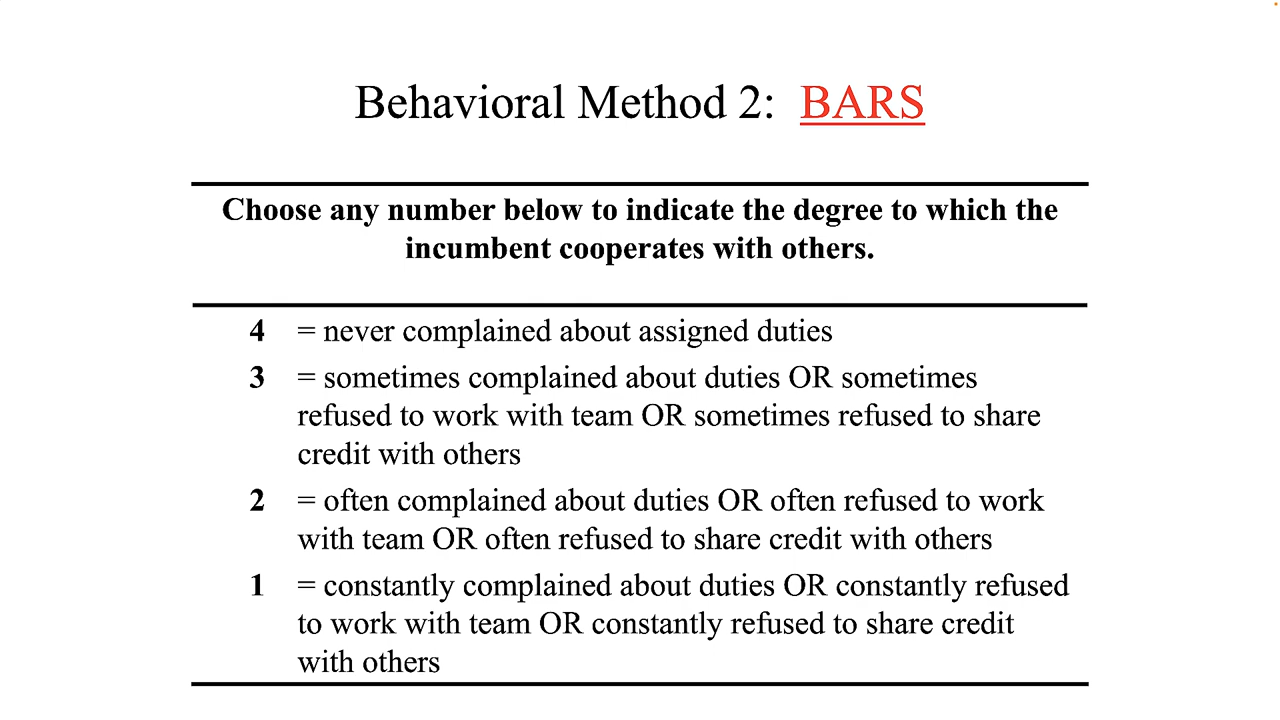 Behavioral Method 2: BARS
Choose any number below to indicate the degree to which the
incumbent cooperates with others.
4 = never complained about assigned duties
3 = sometimes complained about duties OR sometimes
refused to work with team OR sometimes refused to share
credit with others
2 = often complained about duties OR often refused to work
with team OR often refused to share credit with others
1 = constantly complained about duties OR constantly refused
to work with team OR constantly refused to share credit
with others